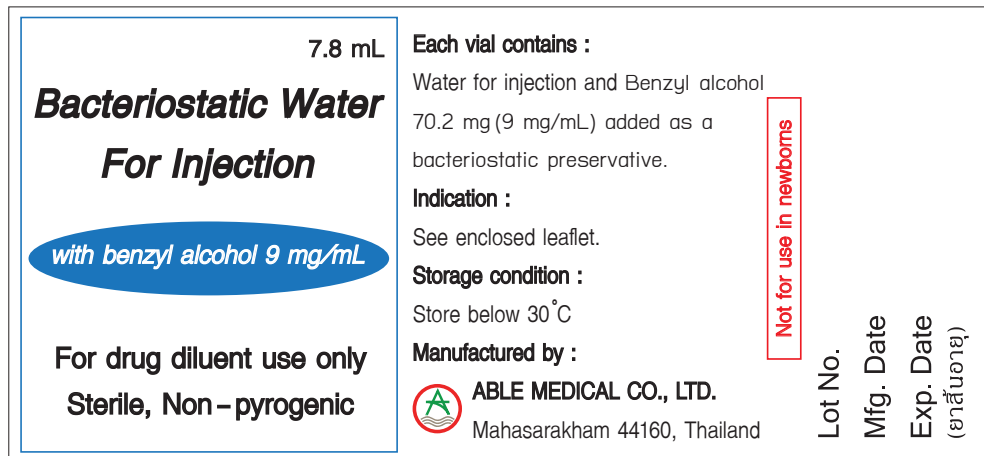 7.8 mL
Bacteriostatic Water
For Injection
with benzyl alcohol 9 mg/mL
For drug diluent use only
Sterile, Non-pyrogenic
Each vial contains :
Water for injection and Benzyl alcohol
70.2 mg (9 mg/mL) added as a
bacteriostatic preservative.
Indication :
See enclosed leaflet.
Storage condition :
Store below 30°C
Manufactured by :
ABLE MEDICAL CO., LTD.
Mahasarakham 44160, Thailand
Not for use in newborns
Lot No.
Mfg. Date
Exp. Date
(ยาสิ้นอายุ)